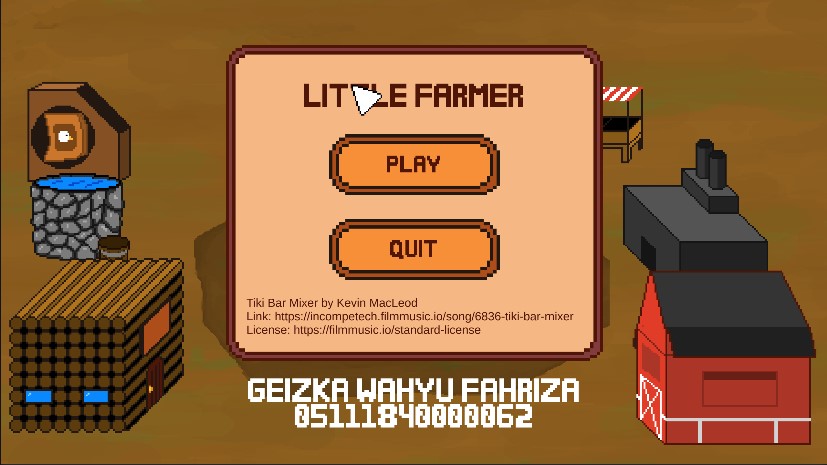 LITTLE FARMER
PLAY
QUIT
Tiki Bar Mixer by Kevin MacLeod
Link: https://incompetech.filmmusic.io/song/6836-tiki-bar-mixer
License: https://filmmusic.io/standard-license
GEIZKA WAHYU FAHRIZA
05111840000062